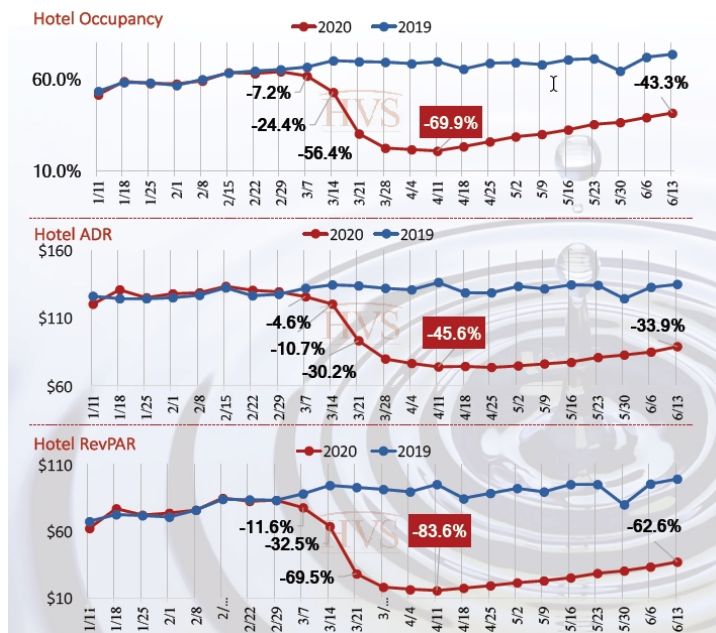 Hotel Occupancy
2020 2019
60.0%
-7.2%
-24.4%
-56.4%
-69.9%
-43.3%
HVS
10.0%
1/11 1/18 1/25 2/1 2/8 2/15 2/22 2/29 3/7 3/14 3/21 3/28 4/4 4/11 4/18 4/25 5/2 5/9 5/16 5/23 5/30 6/6 6/13
Hotel ADR
2020 2019
$160
$110
-4.6%
-10.7%
-30.2%
-45.6%
-33.9%
HVS
$60
1/11 1/18 1/25 2/1 2/8 2/15 2/22 2/29 3/7 3/14 3/21 3/28 4/4 4/11 4/18 4/25 5/2 5/9 5/16 5/23 5/30 6/6 6/13
Hotel RevPAR
2020 2019
$110
$60
-11.6%
-32.5%
-69.5%
-83.6%
-62.6%
HVS
$10
1/11 1/18 1/25 2/1 2/8 2/... 2/22 2/29 3/7 3/14 3/21 3/... 4/4 4/11 4/18 4/25 5/2 5/9 5/16 5/23 5/30 6/6 6/13